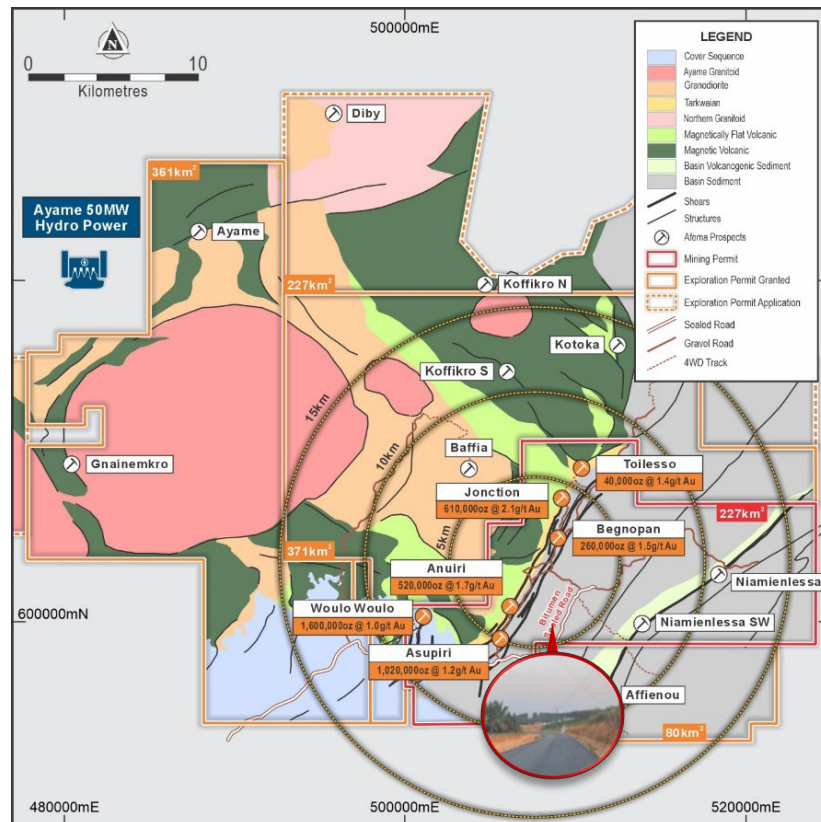 500000mE
N
0
10
Kilometres
LEGEND
Cover Sequence
Ayame Granitoid
Granodiorite
Tarkwaian
Northern Granitoid
Magnetically Flat Volcanic
Magnetic Volcanic
Basin Volcanogenic Sediment
Basin Sediment
Shears
Structures
Afema Prospects
Mining Permit
Exploration Permit Granted
Exploration Permit Application
Sealed Road
Gravel Road
4WD Track
Diby
361km²
Ayame 50MW
Hydro Power
Ayame
227km²
Koffikro N
Kotoka
Koffikro S
15km
10km
5km
Baffia
Gnainemkro
Toilesso
40,000oz @ 1.4g/t Au
Jonction
610,000oz @ 2.1g/t Au
227km²
Begnopan
260,000oz @ 1.5g/t Au
371km²
Anuiri
520,000oz @ 1.7g/t Au
Niamienlessa
600000mN
Woulo Woulo
1,600,000oz @ 1.0g/t Au
Bitumen
Sealed Road
Niamienlessa SW
Asupiri
1,020,000oz @ 1.2g/t Au
Affienou
80km²
480000mE
500000mE
520000mE